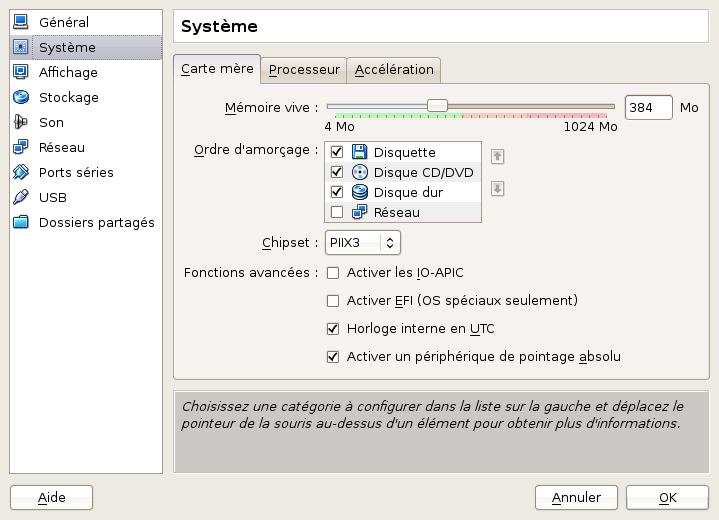 Général
Système
Affichage
Stockage
Son
Réseau
Ports séries
USB
Dossiers partagés
Système
Carte mère Processeur Accélération
Mémoire vive : 384 Mo
4 Mo 1024 Mo
Ordre d'amorçage : Disquette
Disque CD/DVD
Disque dur
Réseau
Chipset : PIIX3
Fonctions avancées : Activer les IO-APIC
Activer EFI (OS spéciaux seulement)
Horloge interne en UTC
Activer un périphérique de pointage absolu
Choisissez une catégorie à configurer dans la liste sur la gauche et déplacez le
pointeur de la souris au-dessus d'un élément pour obtenir plus d'informations.
Aide Annuler OK